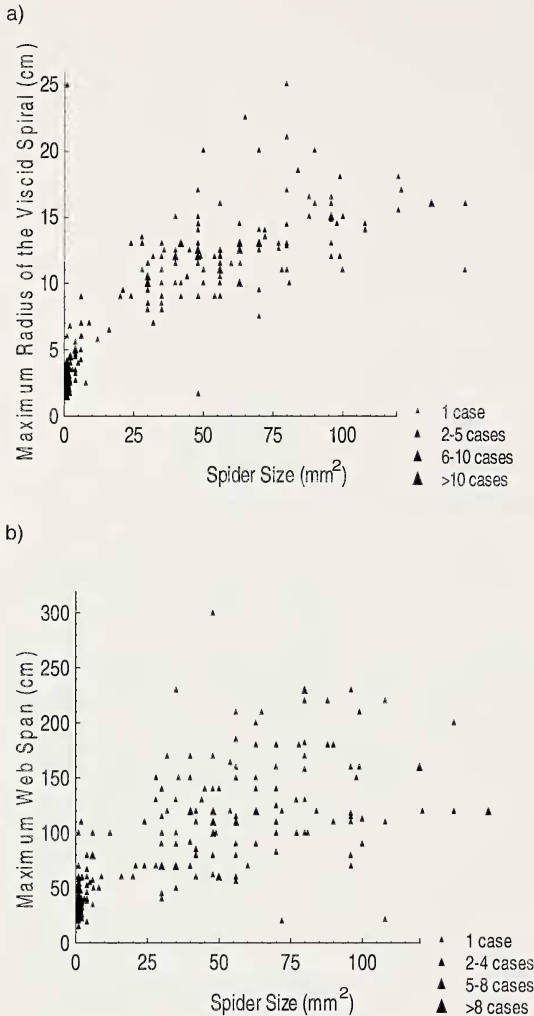 a)
Maximum Radius of the Viscid Spiral (cm)
25
20
15
10
5
0
0 25 50 75 100
Spider Size (mm²)
1 case
2-5 cases
6-10 cases
>10 cases
b)
Maximum Web Span (cm)
300
250
200
150
100
50
0
0 25 50 75 100
Spider Size (mm²)
1 case
2-4 cases
5-8 cases
>8 cases